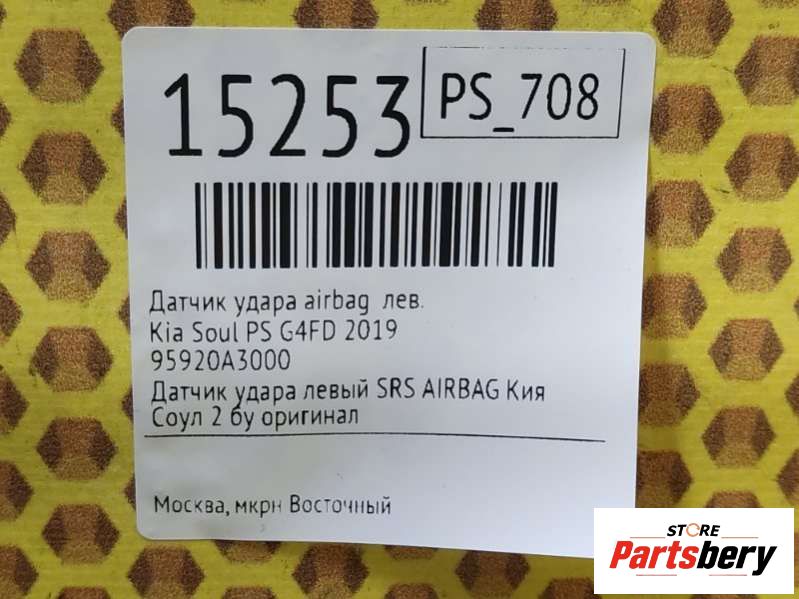 15253
PS_708
Датчик удара airbag лев.
Kia Soul PS G4FD 2019
95920A3000
Датчик удара левый SRS AIRBAG Кия
Соул 2 бу оригинал
Москва, мкрн Восточный
STORE
Partsbery